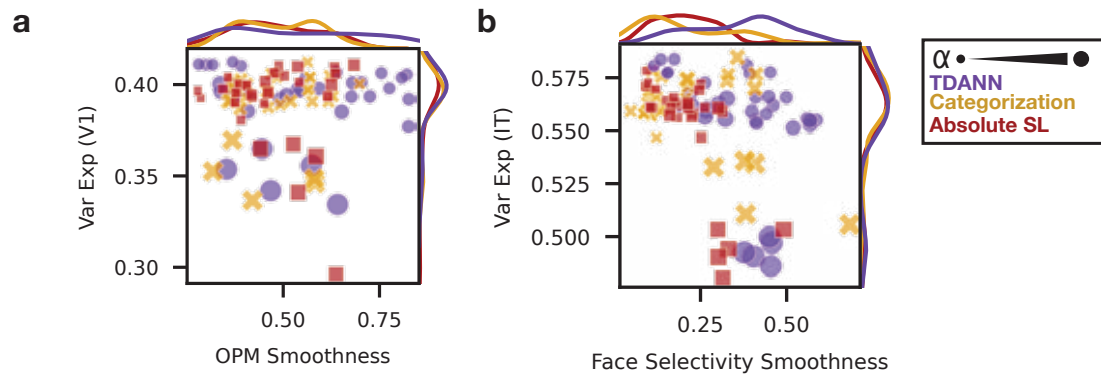 a
Var Exp (V1)
0.40
0.35
0.30
0.50
0.75
OPM Smoothness
b
Var Exp (IT)
0.575
0.550
0.525
0.500
0.25
0.50
Face Selectivity Smoothness
α
TDANN
Categorization
Absolute SL